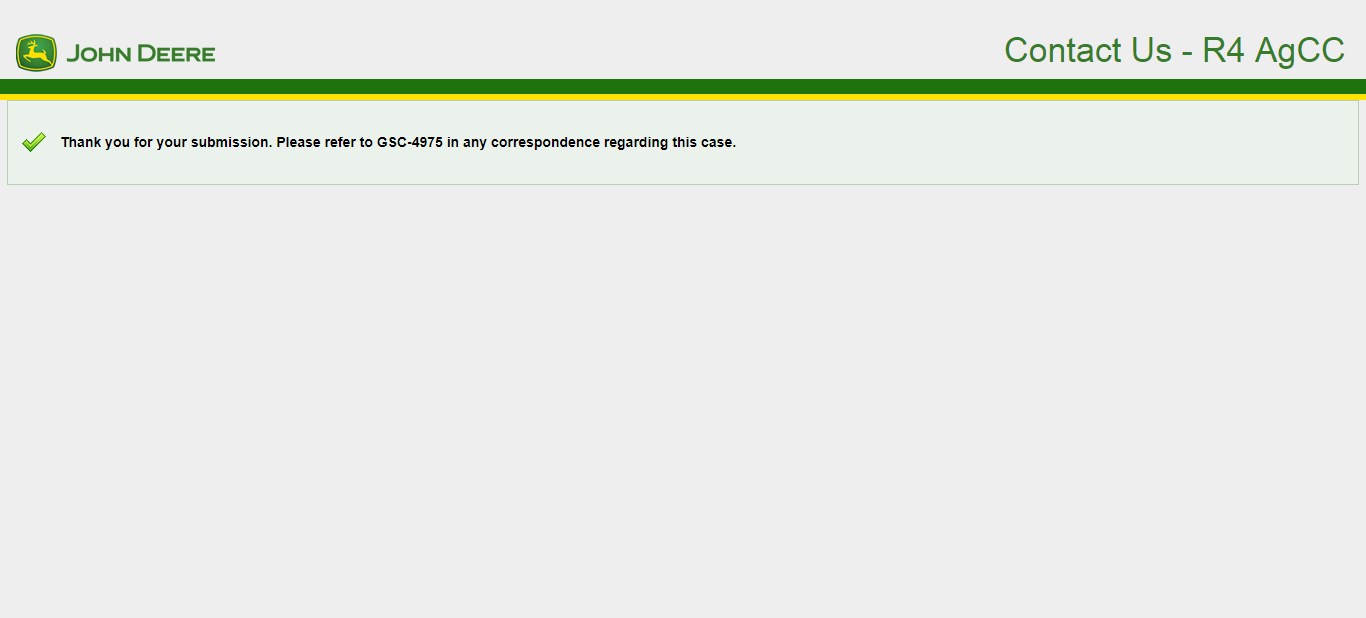 JOHN DEERE
Contact Us - R4 AgCC
Thank you for your submission. Please refer to GSC-4975 in any correspondence regarding this case.